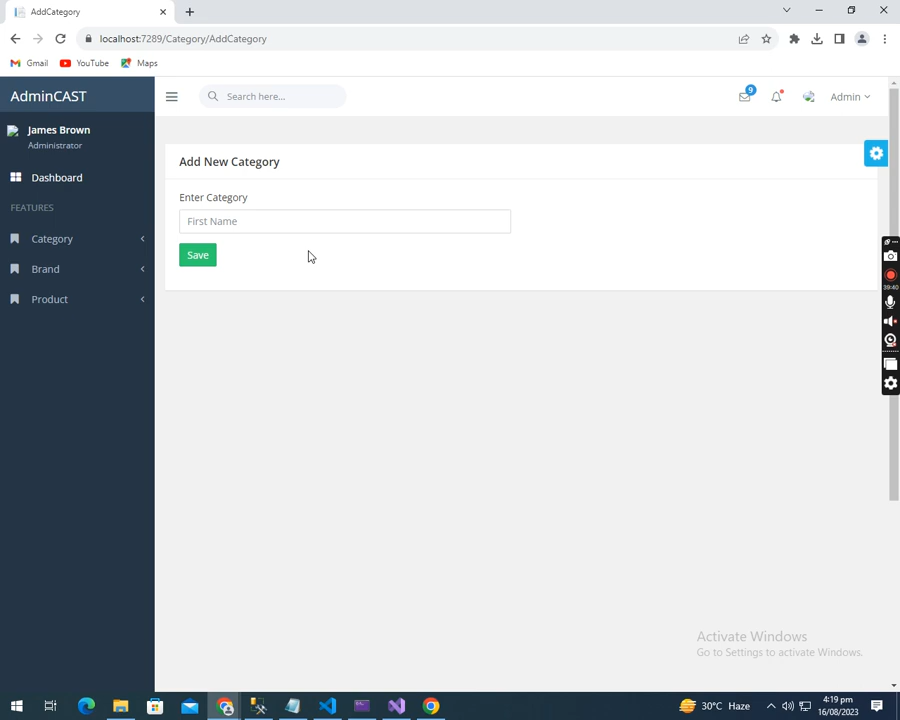 AddCategory
localhost:7289/Category/AddCategory
Gmail YouTube Maps
AdminCAST
Search here...
9
Admin
James Brown
Administrator
Dashboard
FEATURES
Category
Brand
Product
Add New Category
Enter Category
First Name
Save
39:40
Activate Windows
Go to Settings to activate Windows.
30°C Haze
4:19 pm
16/08/2023